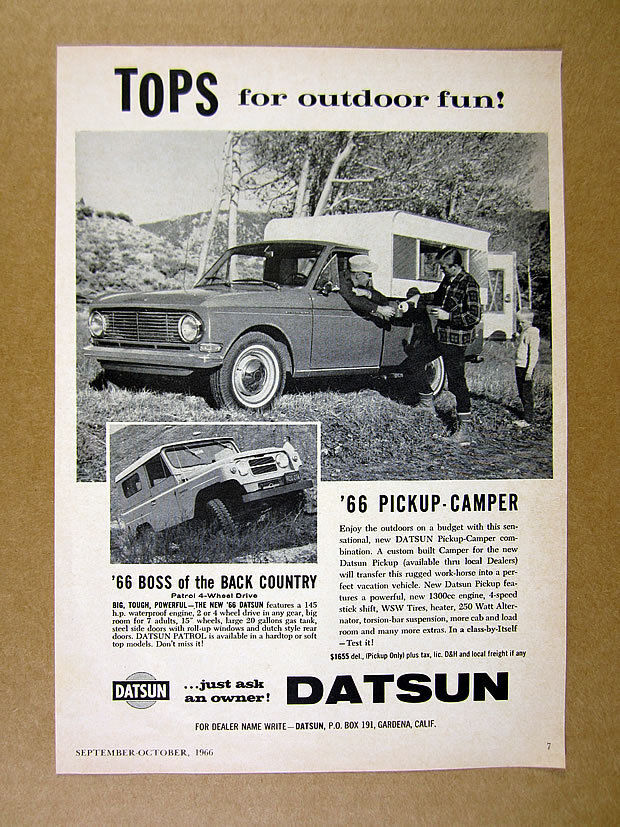 TOPS for outdoor fun!
'66 PICKUP-CAMPER
Enjoy the outdoors on a budget with this sen-
sational, new DATSUN Pickup-Camper com-
bination. A custom built Camper for the new
Datsun Pickup (available thru local Dealers)
will transfer this rugged work-horse into a per-
fect vacation vehicle. New Datsun Pickup fea-
tures a powerful, new 1300cc engine, 4-speed
stick shift, WSW Tires, heater, 250 Watt Alter-
nator, torsion-bar suspension, more cab and load
room and many more extras. In a class-by-Itself
—Test it!
$1655 del., (Pickup Only) plus tax, lic. D&H and local freight if any
'66 BOSS of the BACK COUNTRY
Patrol 4-Wheel Drive
BIG, TOUGH, POWERFUL—THE NEW '66 DATSUN features a 145
h.p. waterproof engine, 2 or 4 wheel drive in any gear, big
room for 7 adults, 15" wheels, large 20 gallons gas tank,
steel side doors with roll-up windows and dutch style rear
doors. DATSUN PATROL is available in a hardtop or soft
top models. Don't miss it!
DATSUN
...just ask
an owner!
DATSUN
FOR DEALER NAME WRITE—DATSUN, P.O. BOX 191, GARDENA, CALIF.
SEPTEMBER-OCTOBER, 1966
7